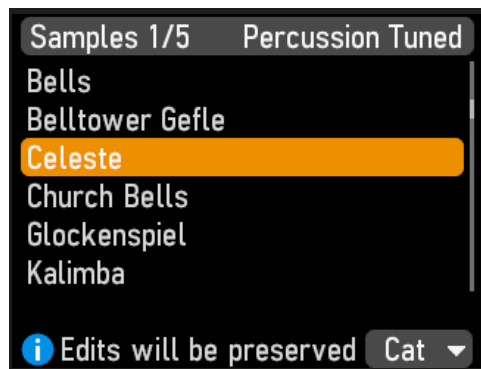 Samples 1/5 Percussion Tuned
Bells
Belltower Gefle
Celeste
Church Bells
Glockenspiel
Kalimba
i Edits will be preserved Cat